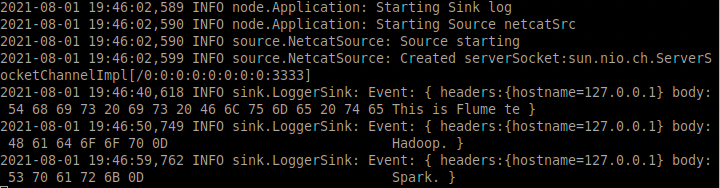 2021-08-01 19:46:02,589 INFO node.Application: Starting Sink log
2021-08-01 19:46:02,590 INFO node.Application: Starting Source netcatSrc
2021-08-01 19:46:02,590 INFO source.NetcatSource: Source starting
2021-08-01 19:46:02,599 INFO source.NetcatSource: Created serverSocket:sun.nio.ch.ServerS
ocketChannelImpl[/0:0:0:0:0:0:0:0:3333]
2021-08-01 19:46:40,618 INFO sink.LoggerSink: Event: { headers:{hostname=127.0.0.1} body:
 54 68 69 73 20 69 73 20 46 6C 75 6D 65 20 74 65 This is Flume te }
2021-08-01 19:46:50,749 INFO sink.LoggerSink: Event: { headers:{hostname=127.0.0.1} body:
 48 61 64 6F 6F 70 0D                            Hadoop. }
2021-08-01 19:46:59,762 INFO sink.LoggerSink: Event: { headers:{hostname=127.0.0.1} body:
 53 70 61 72 6B 0D                               Spark. }